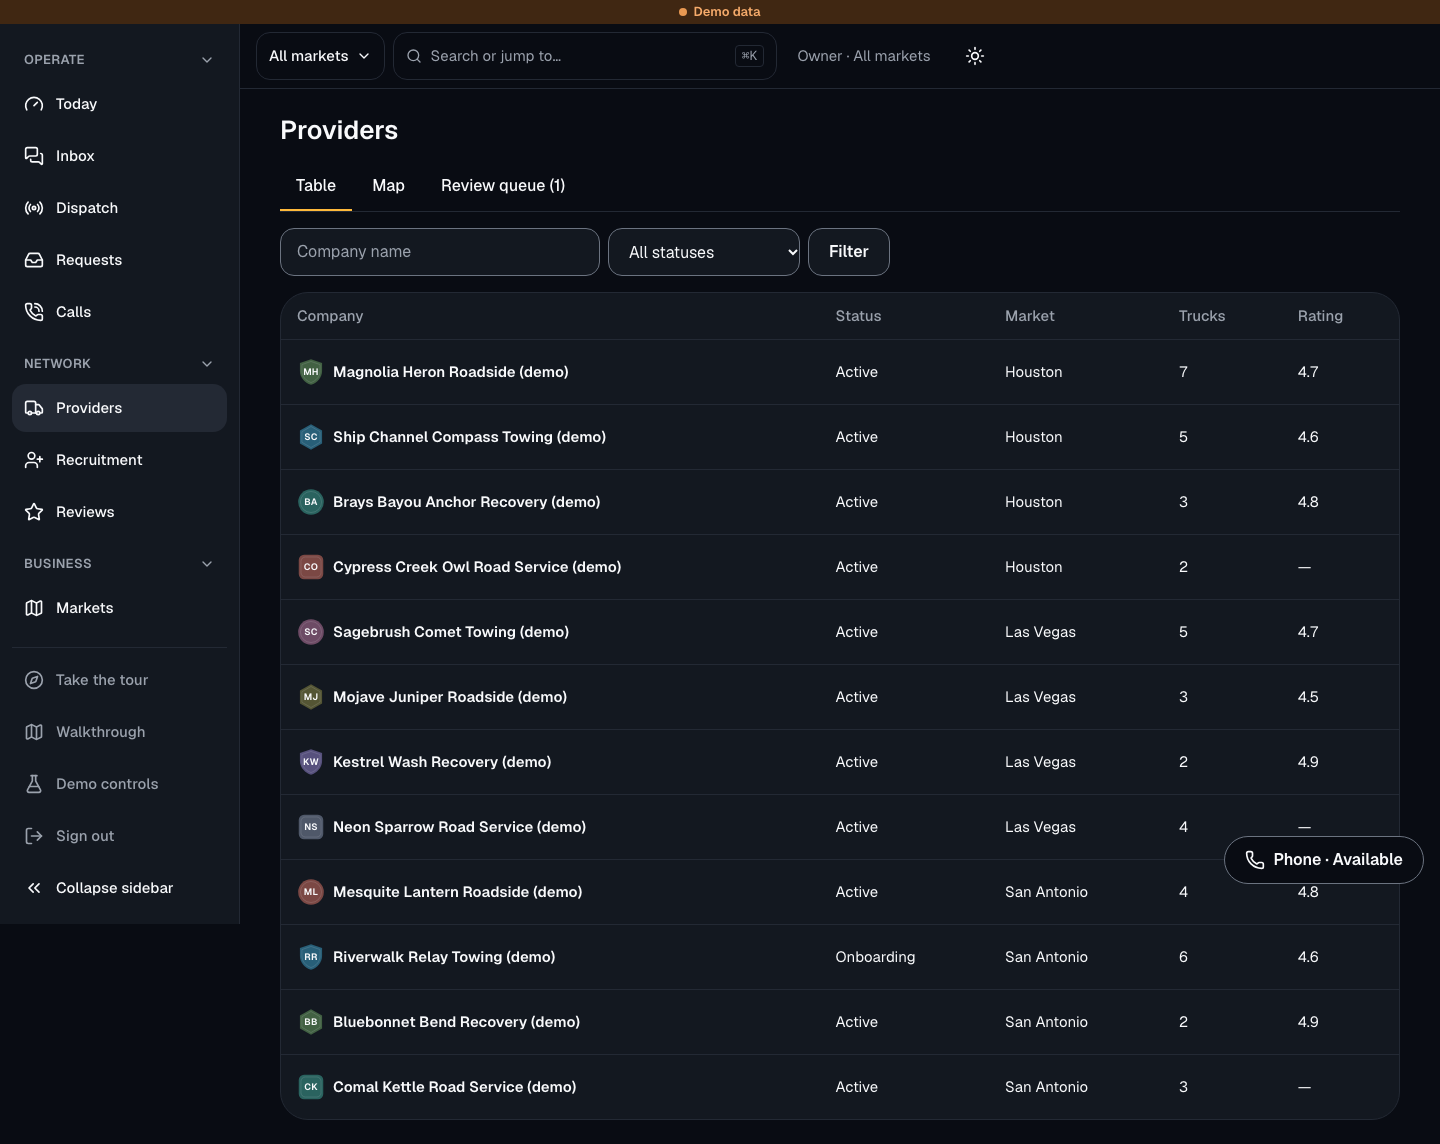 Demo data
OPERATE
Today
Inbox
Dispatch
Requests
Calls
NETWORK
Providers
Recruitment
Reviews
BUSINESS
Markets
Take the tour
Walkthrough
Demo controls
Sign out
Collapse sidebar
All markets
Search or jump to…
⌘K
Owner · All markets
Providers
Table Map Review queue (1)
Company name All statuses Filter
Company Status Market Trucks Rating
MH Magnolia Heron Roadside (demo) Active Houston 7 4.7
SC Ship Channel Compass Towing (demo) Active Houston 5 4.6
BA Brays Bayou Anchor Recovery (demo) Active Houston 3 4.8
CO Cypress Creek Owl Road Service (demo) Active Houston 2 —
SC Sagebrush Comet Towing (demo) Active Las Vegas 5 4.7
MJ Mojave Juniper Roadside (demo) Active Las Vegas 3 4.5
KW Kestrel Wash Recovery (demo) Active Las Vegas 2 4.9
NS Neon Sparrow Road Service (demo) Active Las Vegas 4 —
Phone · Available
ML Mesquite Lantern Roadside (demo) Active San Antonio 4 4.8
RR Riverwalk Relay Towing (demo) Onboarding San Antonio 6 4.6
BB Bluebonnet Bend Recovery (demo) Active San Antonio 2 4.9
CK Comal Kettle Road Service (demo) Active San Antonio 3 —